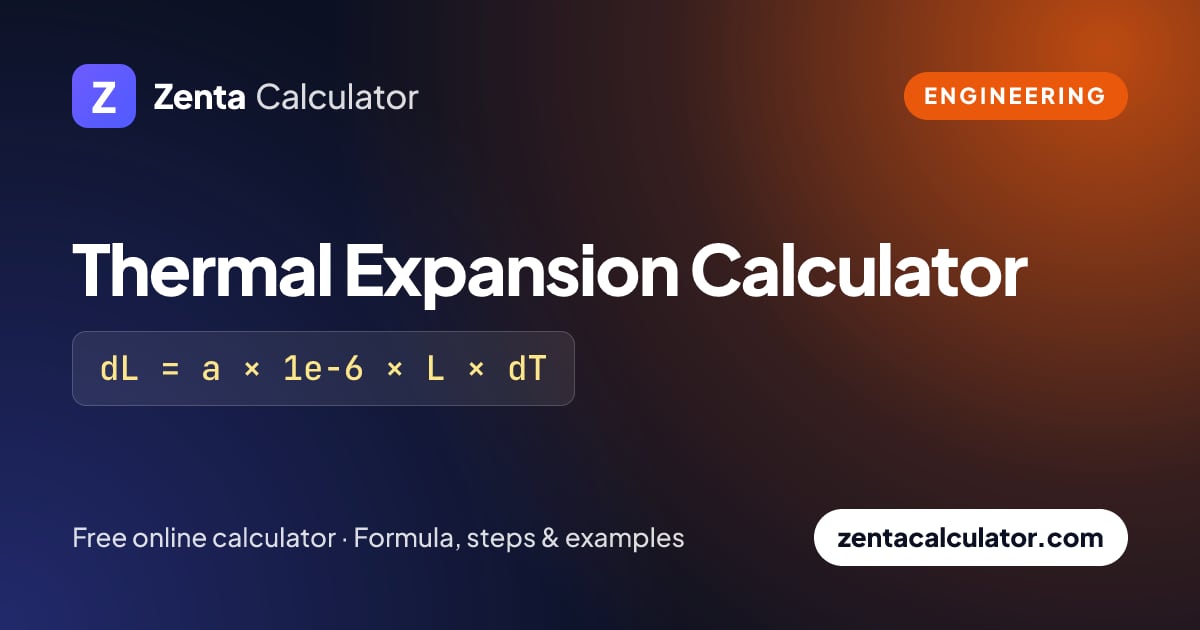 Z
Zenta Calculator
ENGINEERING
Thermal Expansion Calculator
dL = a × 1e-6 × L × dT
Free online calculator · Formula, steps & examples
zentacalculator.com